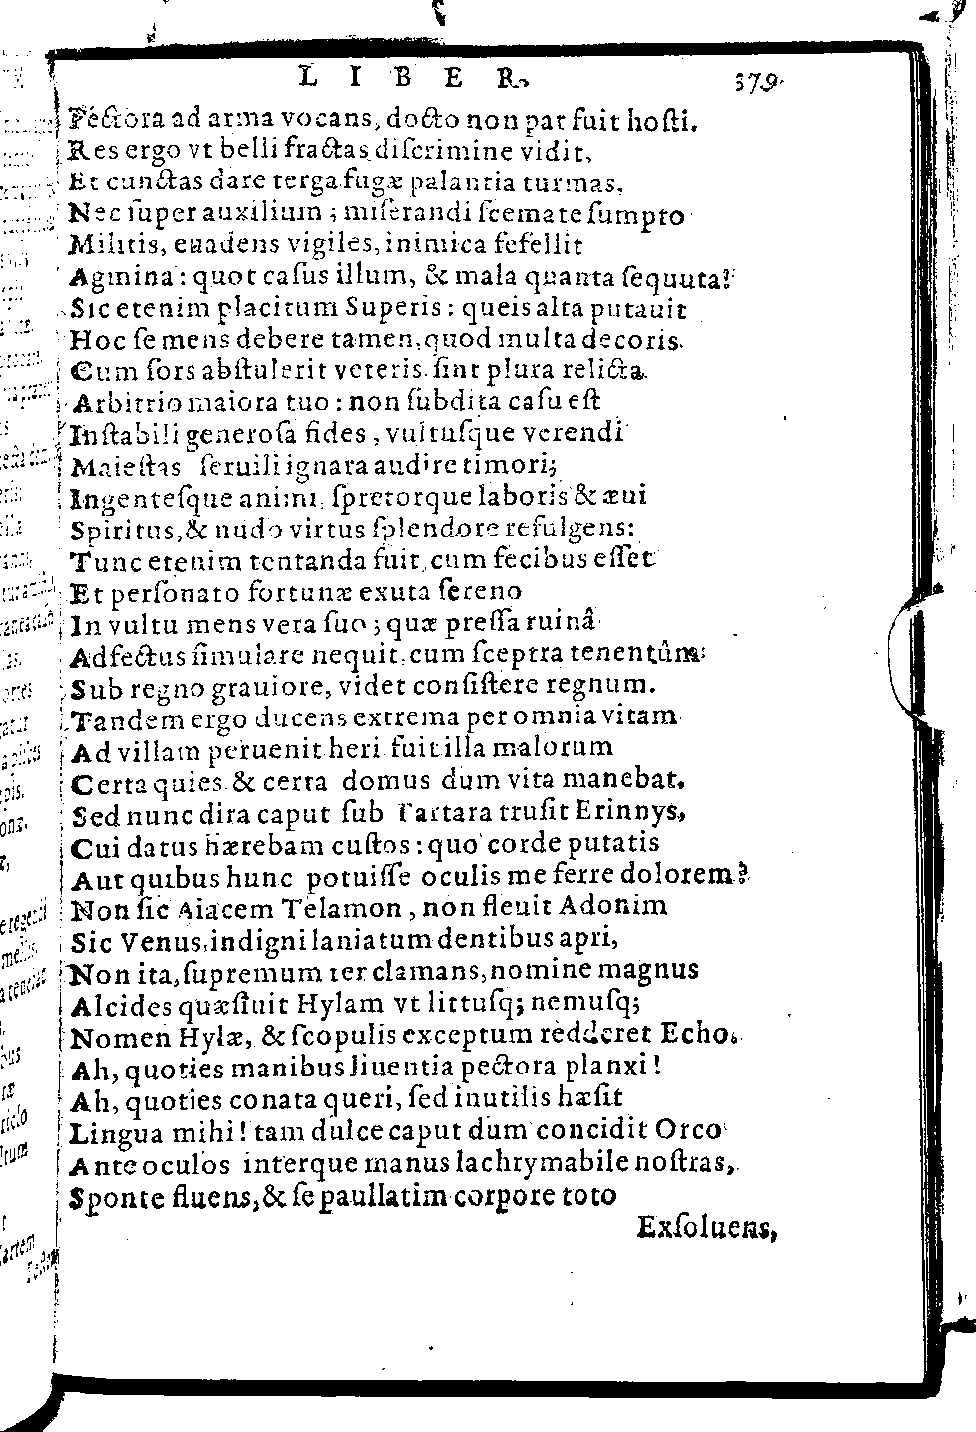 LIBER. 379
Pectora ad arma vocans, docto non par fuit hosti.
Res ergo vt belli fractas discrimine vidit,
Et cunctas dare terga fugæ palantia turmas,
Nec super auxilium; miserandi scemate sumpto
Militis, euadens vigiles, inimica fefellit
Agmina: quot casus illum, & mala quanta sequuta?
Sic etenim placitum Superis: queis alta putauit
Hoc se mens debere tamen, quod multa decoris.
Cum sors abstulerit veteris. sint plura relicta.
Arbitrio maiora tuo: non subdita casu est
Instabili generosa fides, vultusque verendi
Maiestas seruili ignara audire timori;
Ingentesque animi, spretorque laboris & æui
Spiritus, & nudo virtus splendore refulgens:
Tunc etenim tentanda fuit, cum fecibus esset
Et personato fortunæ exuta sereno
In vultu mens vera suo; quæ pressa ruinâ
Adfectus simulare nequit, cum sceptra tenentûm:
Sub regno grauiore, videt consistere regnum.
Tandem ergo ducens extrema per omnia vitam
Ad villam peruenit heri. fuit illa malorum
Certa quies & certa domus dum vita manebat.
Sed nunc dira caput sub Tartara trusit Erinnys,
Cui datus hærebam custos: quo corde putatis
Aut quibus hunc potuisse oculis me ferre dolorem?
Non sic Aiacem Telamon, non fleuit Adonim
Sic Venus, indigni laniatum dentibus apri,
Non ita, supremum ter clamans, nomine magnus
Alcides quæsiuit Hylam vt littusq; nemusq;
Nomen Hylæ, & scopulis exceptum redderet Echo.
Ah, quoties manibus liuentia pectora planxi!
Ah, quoties conata queri, sed inutilis hæsit
Lingua mihi! tam dulce caput dum concidit Orco
Ante oculos interque manus lachrymabile nostras,
Sponte fluens, & se paullatim corpore toto
Exsoluens,